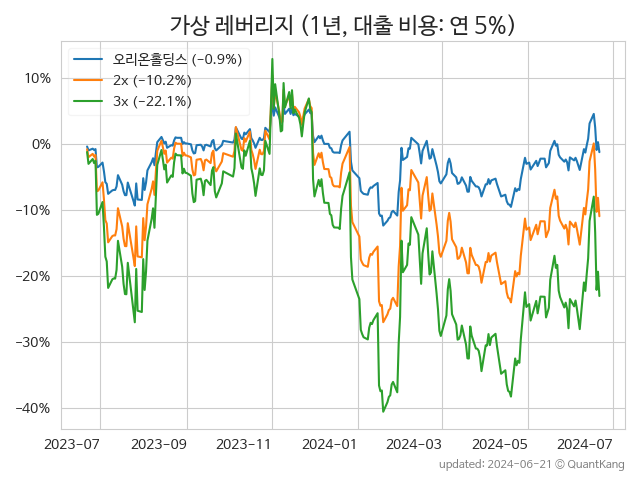 가상 레버리지 (1년, 대출 비용: 연 5%)
오리온홀딩스 (−0.9%)
2x (−10.2%)
3x (−22.1%)
10%
0%
−10%
−20%
−30%
−40%
2023-07 2023-09 2023-11 2024-01 2024-03 2024-05 2024-07
updated: 2024-06-21 © QuantKang